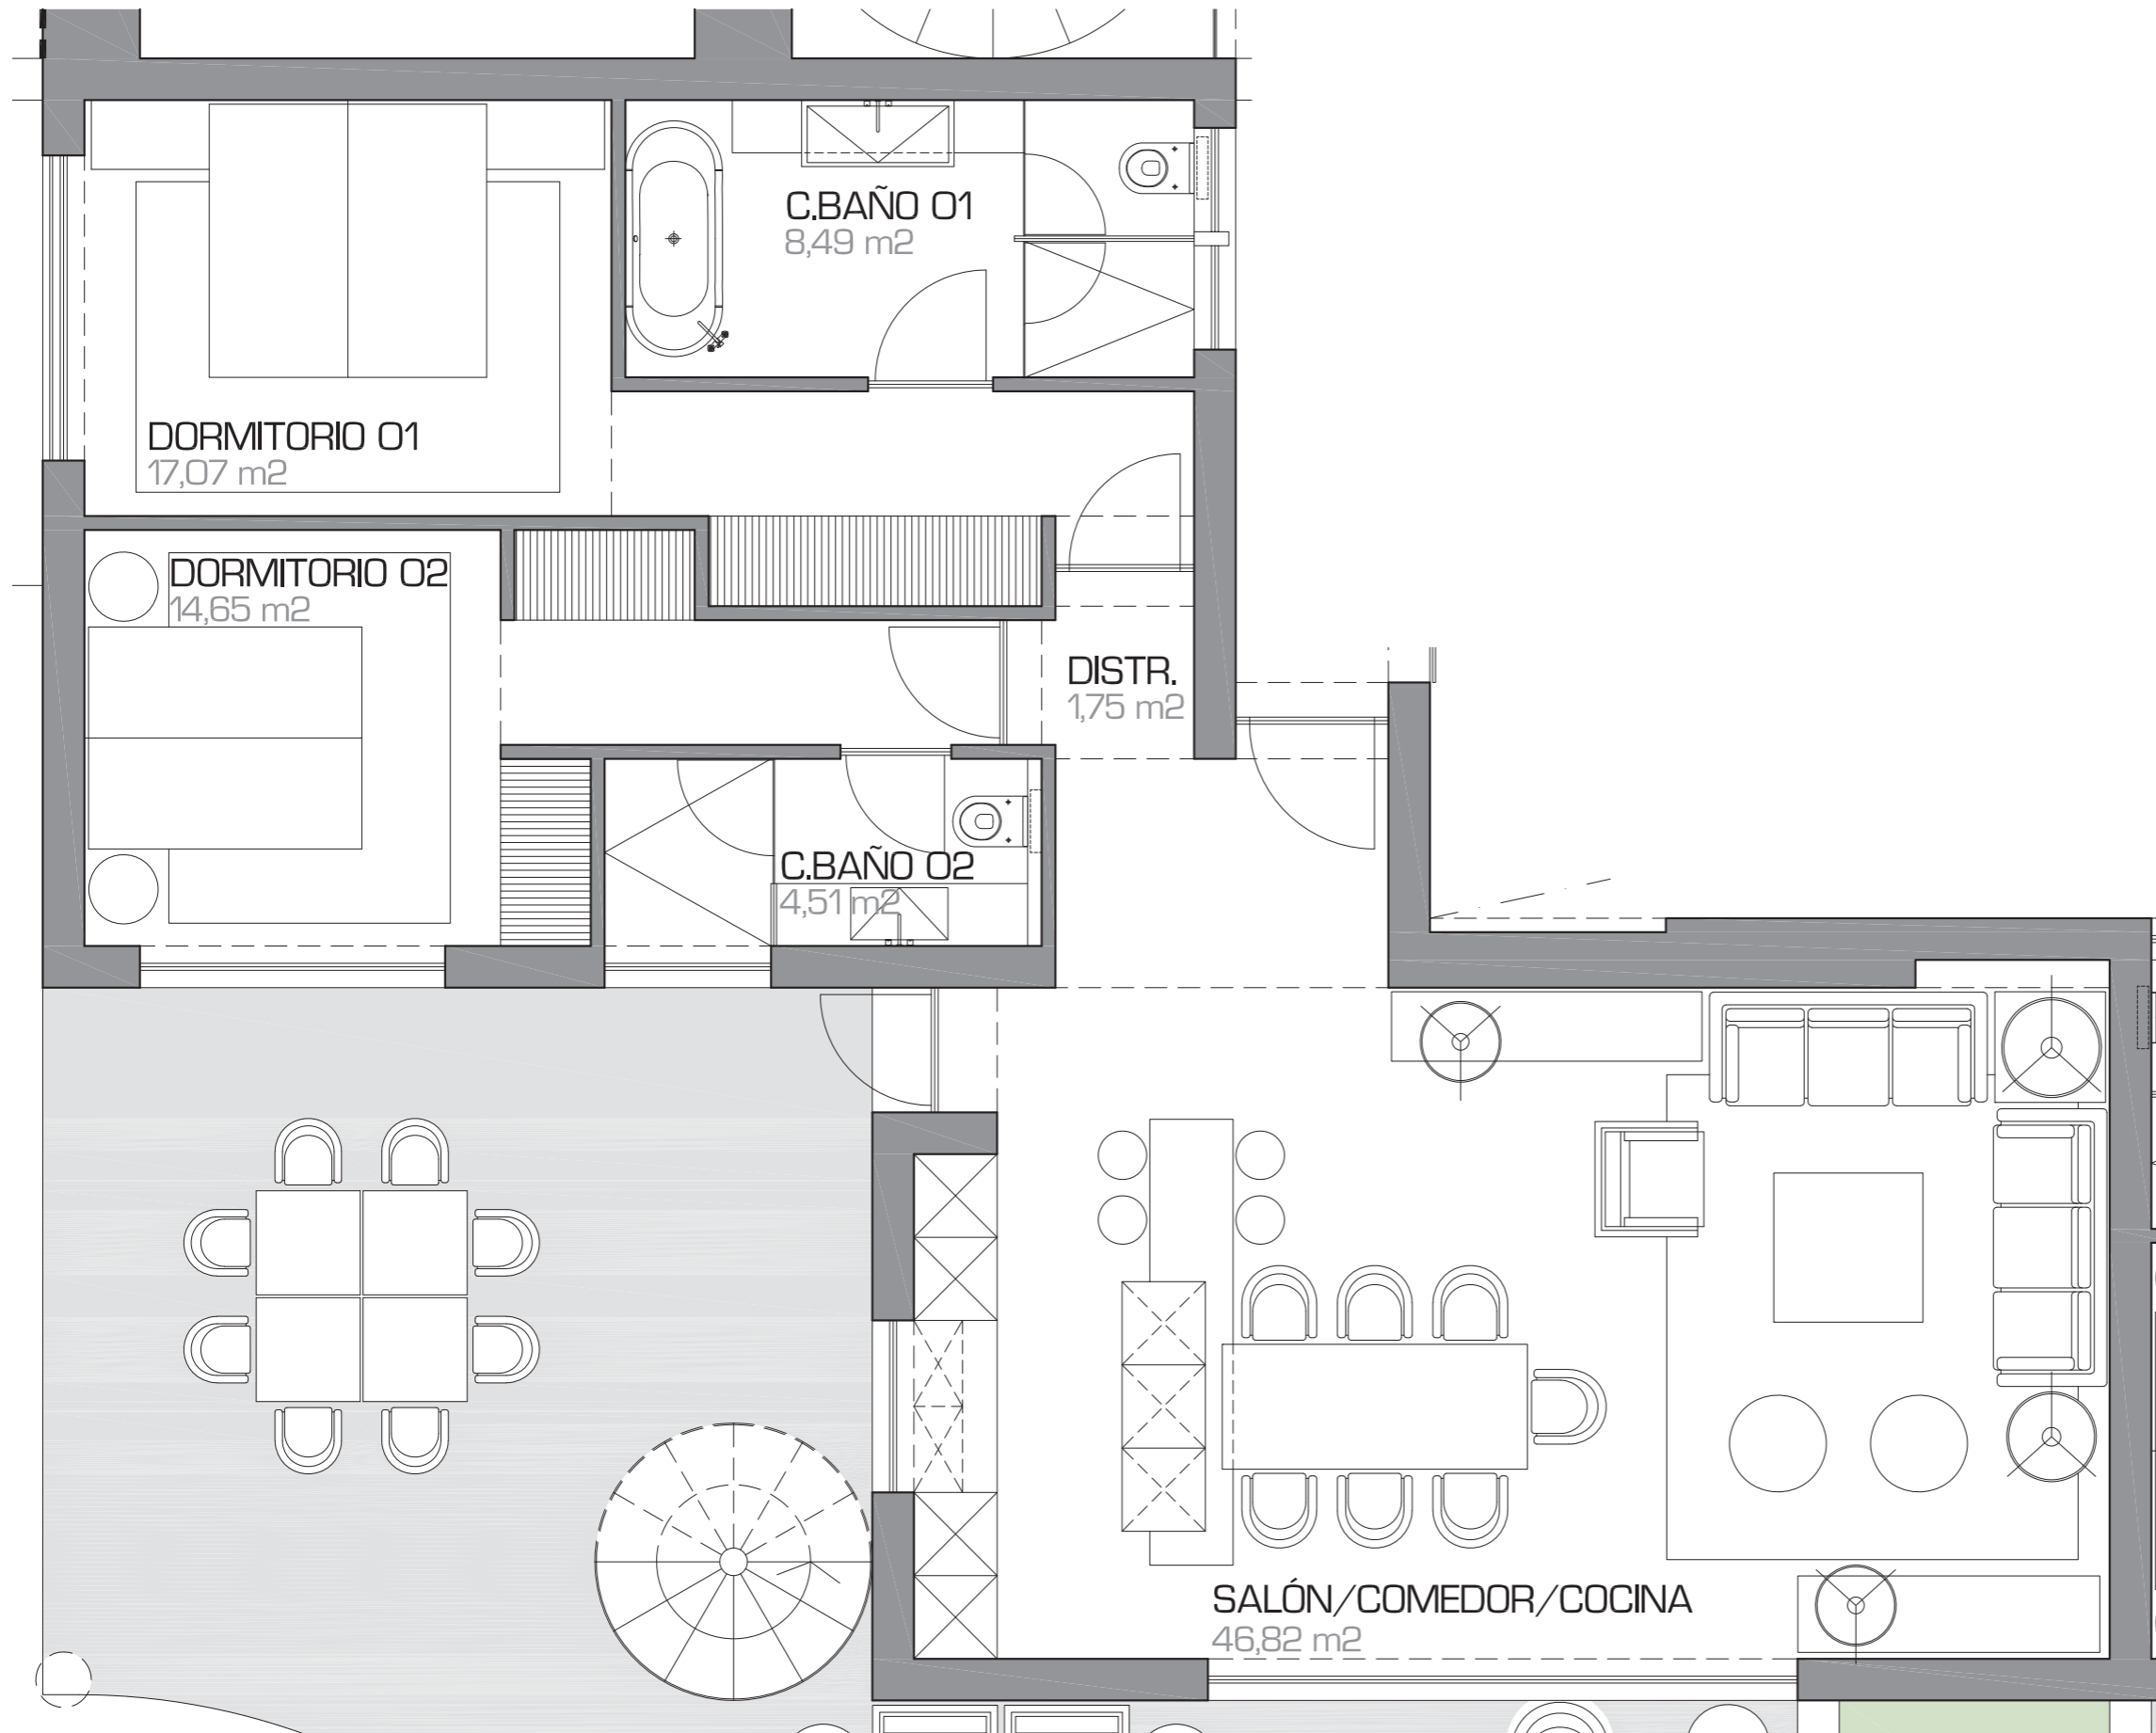 C.BAÑO 01
8,49 m2
DORMITORIO 01
17,07 m2
DORMITORIO 02
14,65 m2
DISTR.
1,75 m2
C.BAÑO 02
4,51 m2
SALÓN/COMEDOR/COCINA
46,82 m2